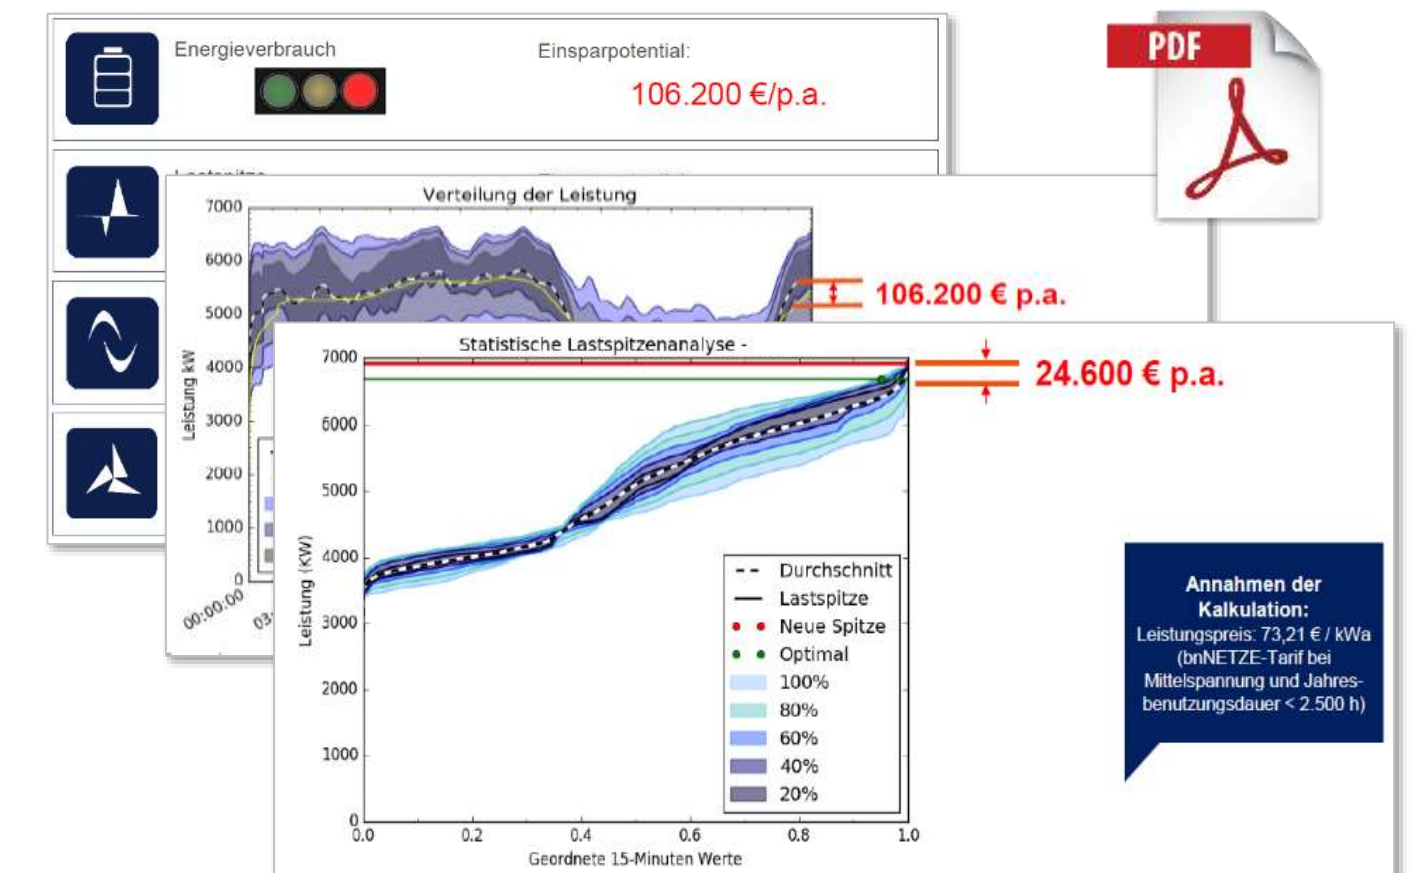 Energieverbrauch
Einsparpotential:
106.200 €/p.a.
PDF
Lastspitze
Verteilung der Leistung
7000
6000
5000
4000
3000
2000
1000
0
Leistung kW
00:00:00
03:
106.200 € p.a.
Statistische Lastspitzenanalyse -
7000
6000
5000
4000
3000
2000
1000
0
Leistung (KW)
0.0
0.2
0.4
0.6
0.8
1.0
Geordnete 15-Minuten Werte
Durchschnitt
Lastspitze
Neue Spitze
Optimal
100%
80%
60%
40%
20%
24.600 € p.a.
Annahmen der
Kalkulation:
Leistungspreis: 73,21 € / kWa
(bnNETZE-Tarif bei
Mittelspannung und Jahres-
benutzungsdauer < 2.500 h)